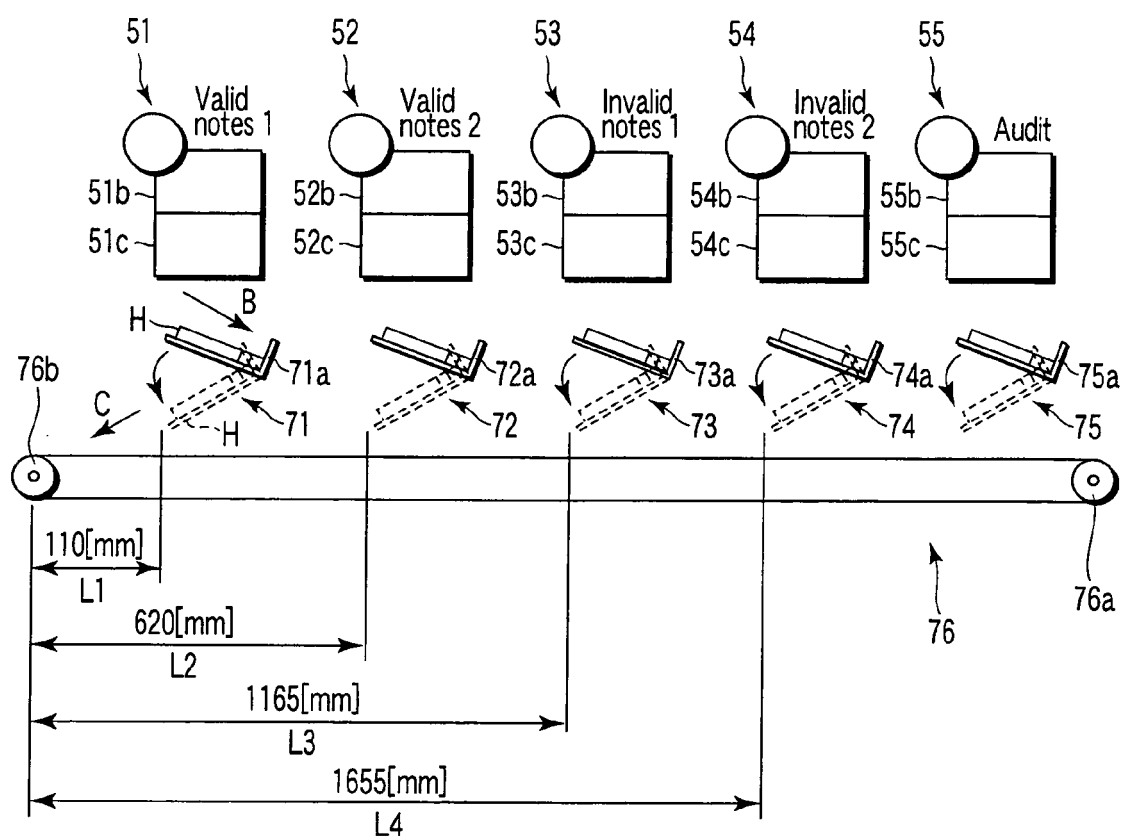 51
52
53
54
55
Valid
notes 1
Valid
notes 2
Invalid
notes 1
Invalid
notes 2
Audit
51b
52b
53b
54b
55b
51c
52c
53c
54c
55c
B
H
71a
72a
73a
74a
75a
76b
C
H
71
72
73
74
75
110[mm]
L1
76a
620[mm]
L2
76
1165[mm]
L3
1655[mm]
L4